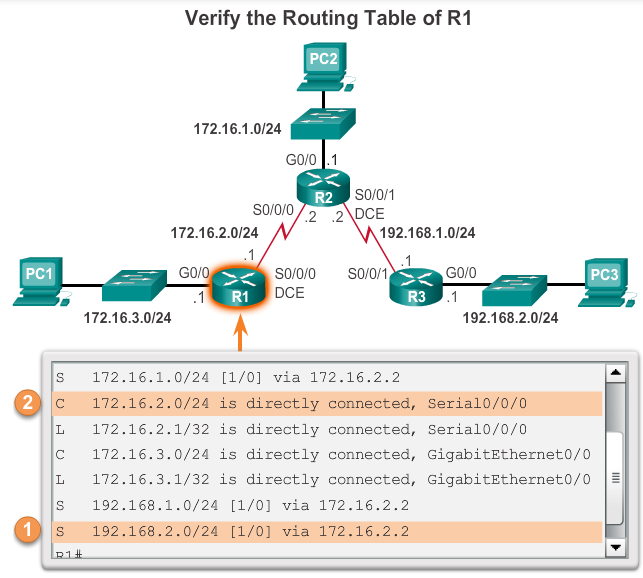 Verify the Routing Table of R1
PC2
172.16.1.0/24
G0/0 .1
R2
S0/0/1
DCE
S0/0/0 .2 .2
172.16.2.0/24
192.168.1.0/24
.1
.1
PC1
G0/0
.1
R1
S0/0/0
DCE
S0/0/1
R3
G0/0
.1
PC3
172.16.3.0/24
192.168.2.0/24
S 172.16.1.0/24 [1/0] via 172.16.2.2
2
C 172.16.2.0/24 is directly connected, Serial0/0/0
L 172.16.2.1/32 is directly connected, Serial0/0/0
C 172.16.3.0/24 is directly connected, GigabitEthernet0/0
L 172.16.3.1/32 is directly connected, GigabitEthernet0/0
S 192.168.1.0/24 [1/0] via 172.16.2.2
1
S 192.168.2.0/24 [1/0] via 172.16.2.2
R1#